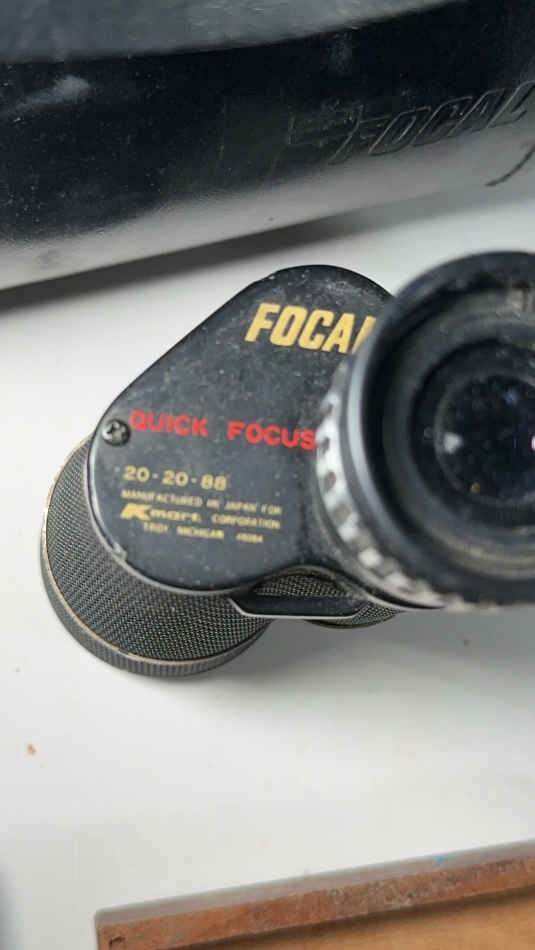 FOCAL
FOCAL
QUICK FOCUS
20-20-88
MANUFACTURED IN JAPAN FOR
Kmart CORPORATION
TROY, MICHIGAN 48084